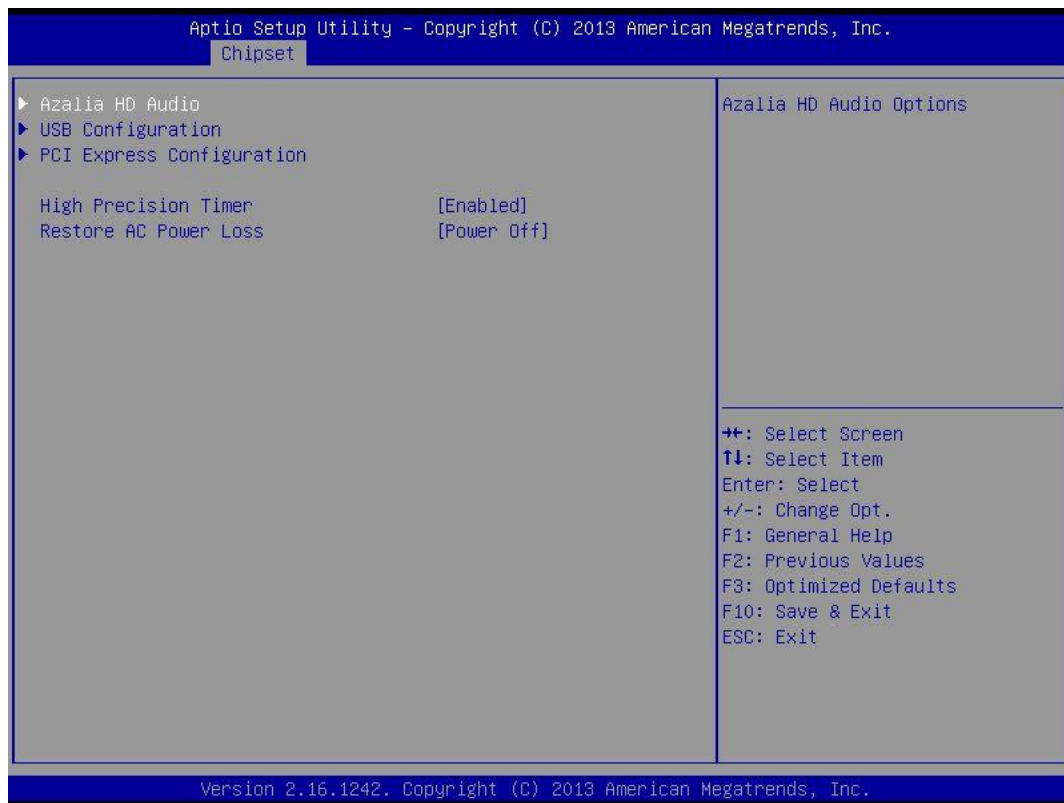 Aptio Setup Utility – Copyright (C) 2013 American Megatrends, Inc.
Chipset
▶ Azalia HD Audio
▶ USB Configuration
▶ PCI Express Configuration
High Precision Timer [Enabled]
Restore AC Power Loss [Power Off]
Azalia HD Audio Options
→←: Select Screen
↑↓: Select Item
Enter: Select
+/-: Change Opt.
F1: General Help
F2: Previous Values
F3: Optimized Defaults
F10: Save & Exit
ESC: Exit
Version 2.16.1242. Copyright (C) 2013 American Megatrends, Inc.